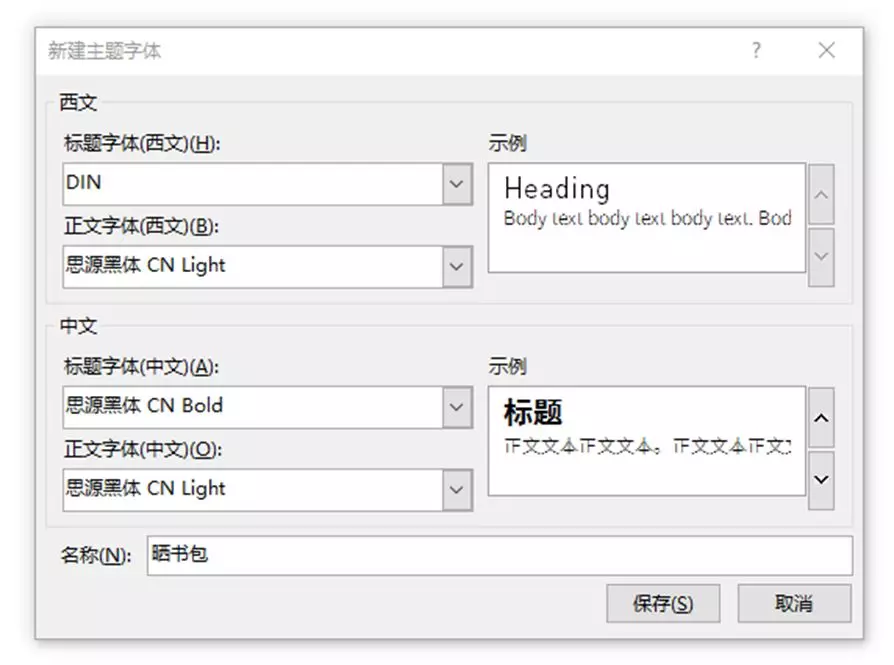 新建主题字体
?
西文
标题字体(西文)(H):
示例
DIN
Heading
Body text body text body text. Bod
正文字体(西文)(B):
思源黑体 CN Light
中文
标题字体(中文)(A):
示例
思源黑体 CN Bold
标题
正文文本正文文本。正文文本正文文
正文字体(中文)(O):
思源黑体 CN Light
名称(N):
晒书包
保存(S)
取消